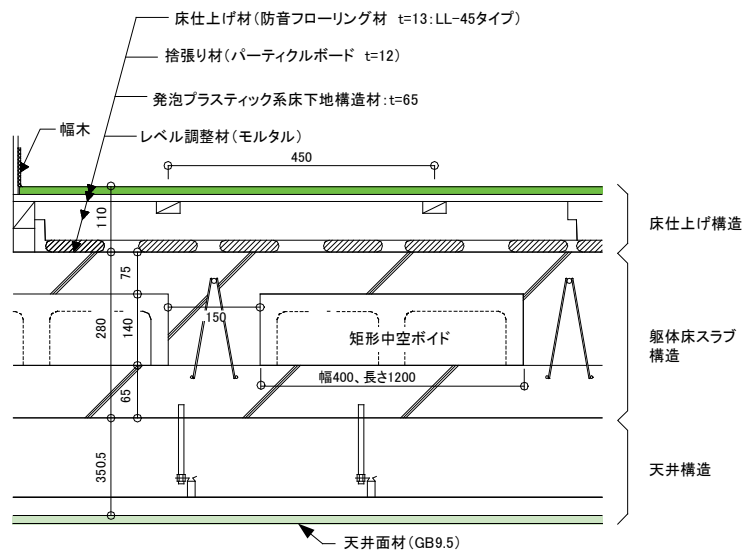 床仕上げ材(防音フローリング材 t=13:LL-45タイプ)
捨張り材(パーティクルボード t=12)
発泡プラスティック系床下地構造材:t=65
幅木
レベル調整材(モルタル)
450
110
床仕上げ構造
75
280
150
140
矩形中空ボイド
躯体床スラブ
構造
幅400、長さ1200
65
350.5
天井構造
天井面材(GB9.5)